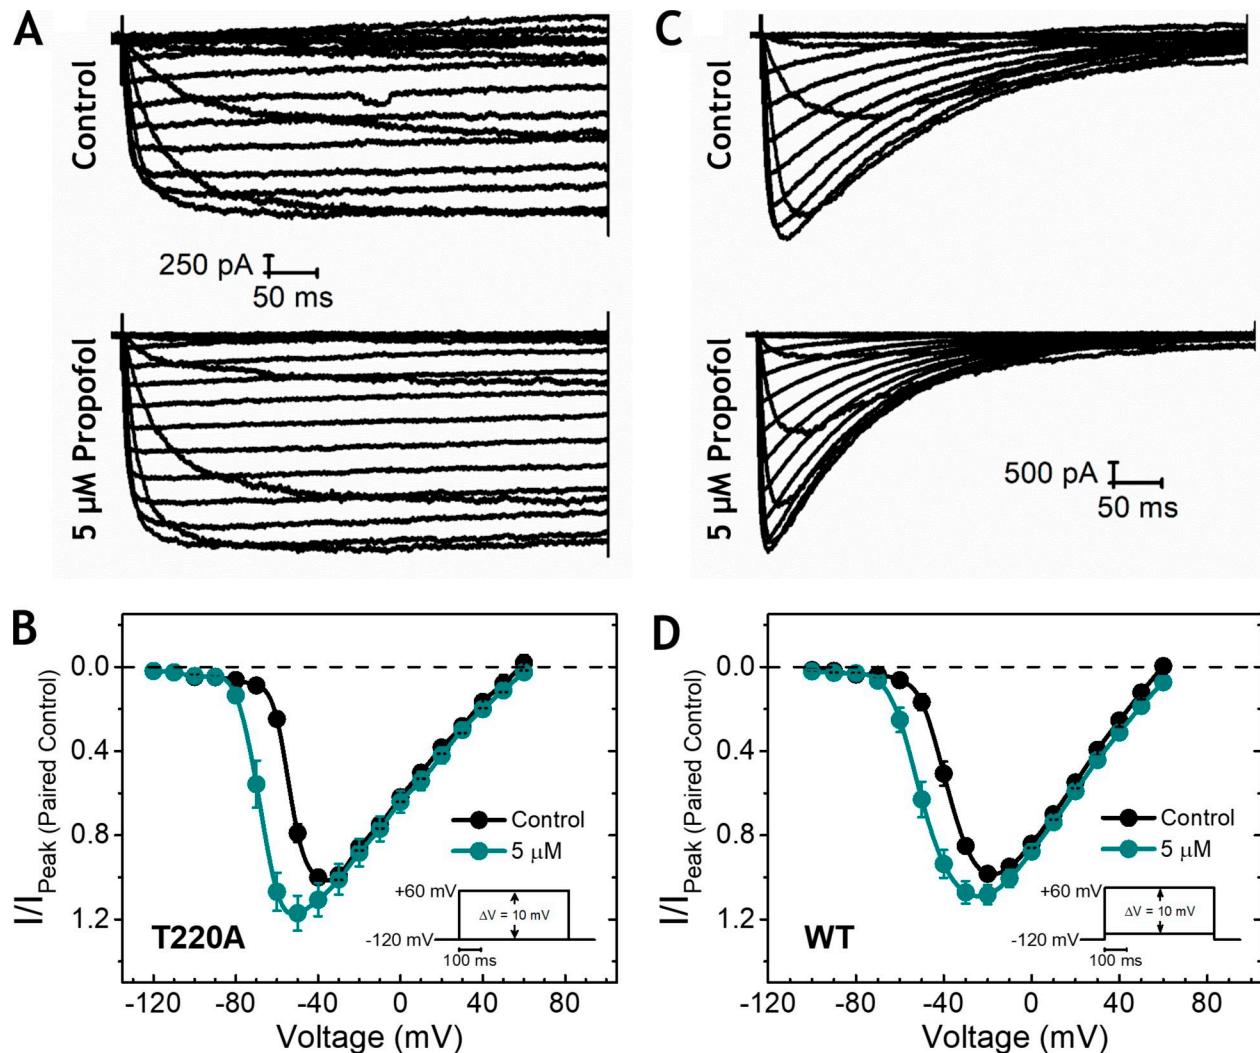 A
Control
250 pA
50 ms
5 µM Propofol
C
Control
5 µM Propofol
500 pA
50 ms
B
0.0
0.4
0.8
1.2
I/I Peak (Paired Control)
Control
5 µM
+60 mV
ΔV = 10 mV
-120 mV
100 ms
T220A
-120 -80 -40 0 40 80
Voltage (mV)
D
0.0
0.4
0.8
1.2
I/I Peak (Paired Control)
Control
5 µM
+60 mV
ΔV = 10 mV
-120 mV
100 ms
WT
-120 -80 -40 0 40 80
Voltage (mV)